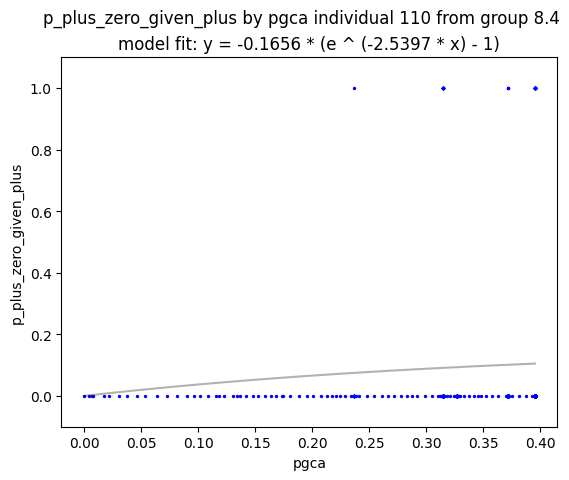 p_plus_zero_given_plus by pgca individual 110 from group 8.4
model fit: y = -0.1656 * (e ^ (-2.5397 * x) - 1)
p_plus_zero_given_plus
1.0
0.8
0.6
0.4
0.2
0.0
0.00 0.05 0.10 0.15 0.20 0.25 0.30 0.35 0.40
pgca